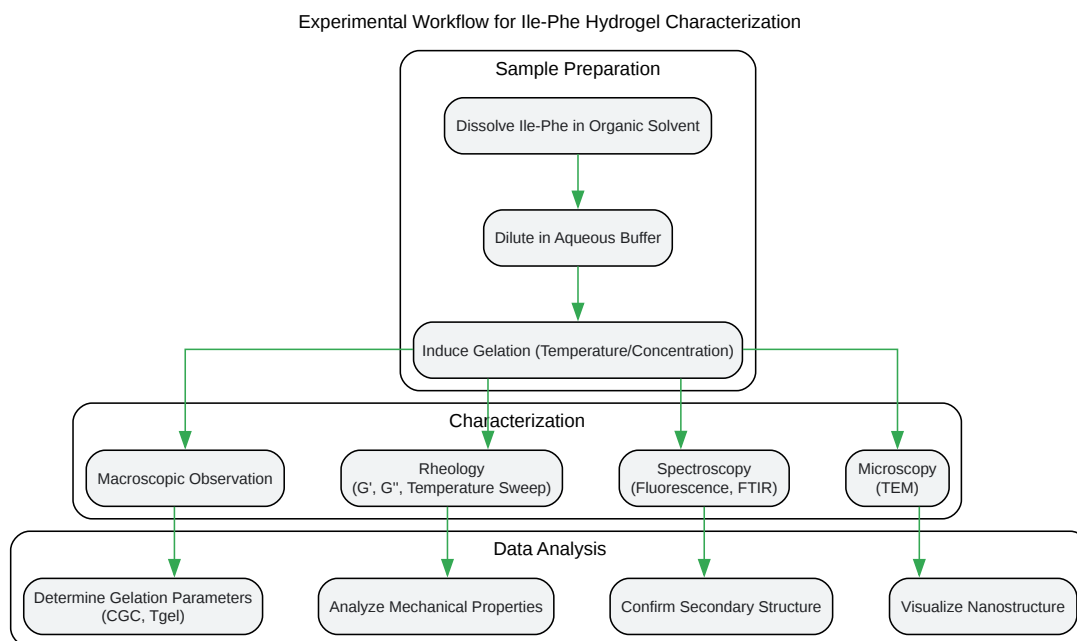 Experimental Workflow for Ile-Phe Hydrogel Characterization
Sample Preparation
Dissolve Ile-Phe in Organic Solvent
Dilute in Aqueous Buffer
Induce Gelation (Temperature/Concentration)
Characterization
Macroscopic Observation
Rheology
(G', G'', Temperature Sweep)
Spectroscopy
(Fluorescence, FTIR)
Microscopy
(TEM)
Data Analysis
Determine Gelation Parameters
(CGC, Tgel)
Analyze Mechanical Properties
Confirm Secondary Structure
Visualize Nanostructure